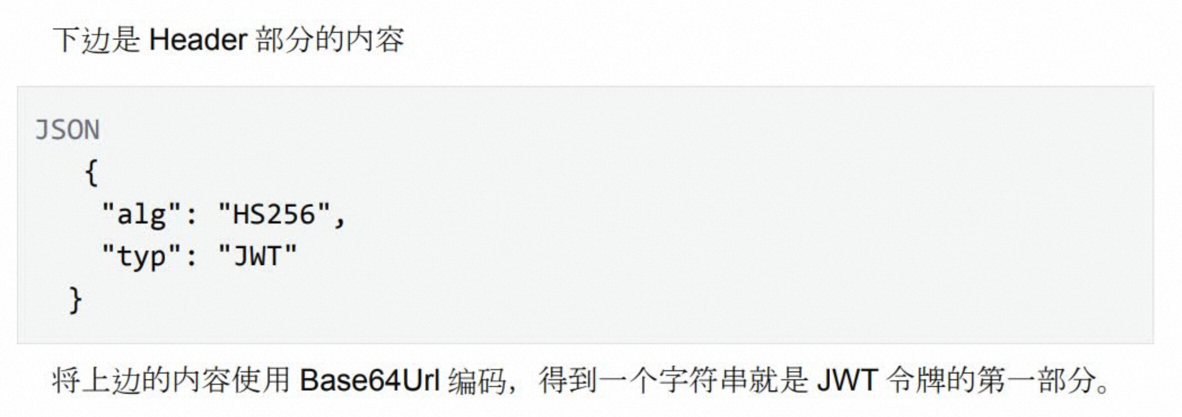 下边是 Header 部分的内容
JSON
{
"alg": "HS256",
"typ": "JWT"
}
将上边的内容使用 Base64Url 编码，得到一个字符串就是 JWT 令牌的第一部分。